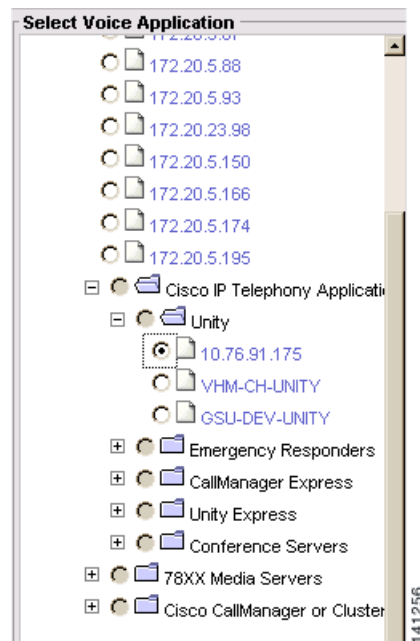 Select Voice Application
172.20.5.88
172.20.5.93
172.20.23.98
172.20.5.150
172.20.5.166
172.20.5.174
172.20.5.195
Cisco IP Telephony Applicati
Unity
10.76.91.175
VHM-CH-UNITY
GSU-DEV-UNITY
Emergency Responders
CallManager Express
Unity Express
Conference Servers
78XX Media Servers
Cisco CallManager or Cluster